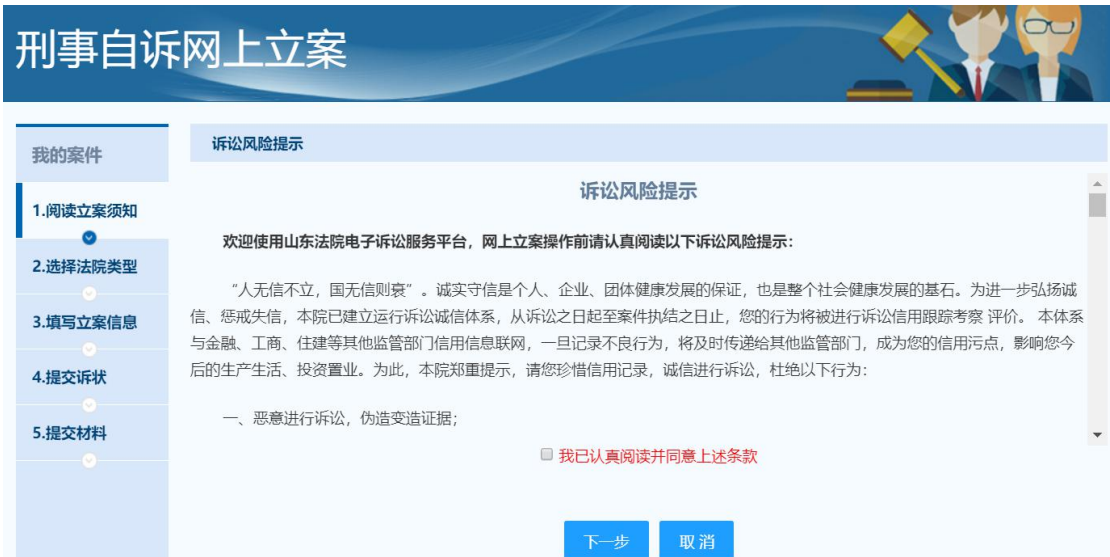 刑事自诉网上立案
我的案件
1.阅读立案须知
2.选择法院类型
3.填写立案信息
4.提交诉状
5.提交材料
诉讼风险提示
诉讼风险提示
欢迎使用山东法院电子诉讼服务平台，网上立案操作前请认真阅读以下诉讼风险提示：
“人无信不立，国无信则衰”。诚实守信是个人、企业、团体健康发展的保证，也是整个社会健康发展的基石。为进一步弘扬诚
信、惩戒失信，本院已建立运行诉讼诚信体系，从诉讼之日起至案件执结之日止，您的行为将被进行诉讼信用跟踪考察 评价。 本体系
与金融、工商、住建等其他监管部门信用信息联网，一旦记录不良行为，将及时传递给其他监管部门，成为您的信用污点，影响您今
后的生产生活、投资置业。为此，本院郑重提示，请您珍惜信用记录，诚信进行诉讼，杜绝以下行为：
一、恶意进行诉讼，伪造变造证据；
我已认真阅读并同意上述条款
下一步 取消